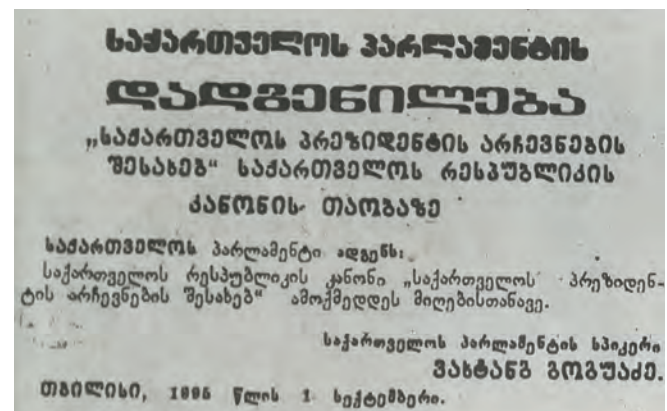 საქართველოს პარლამენტის
დადგენილება
„საქართველოს პრეზიდენტის არჩევნების
შესახებ“ საქართველოს რესპუბლიკის
კანონის თაობაზე
საქართველოს პარლამენტი ადგენს:
საქართველოს რესპუბლიკის კანონი „საქართველოს პრეზიდენ-
ტის არჩევნების შესახებ“ ამოქმედდეს მიღებისთანავე.
საქართველოს პარლამენტის სპიკერი
ვახტანგ გოგუაძე.
თბილისი, 1995 წლის 1 სექტემბერი.